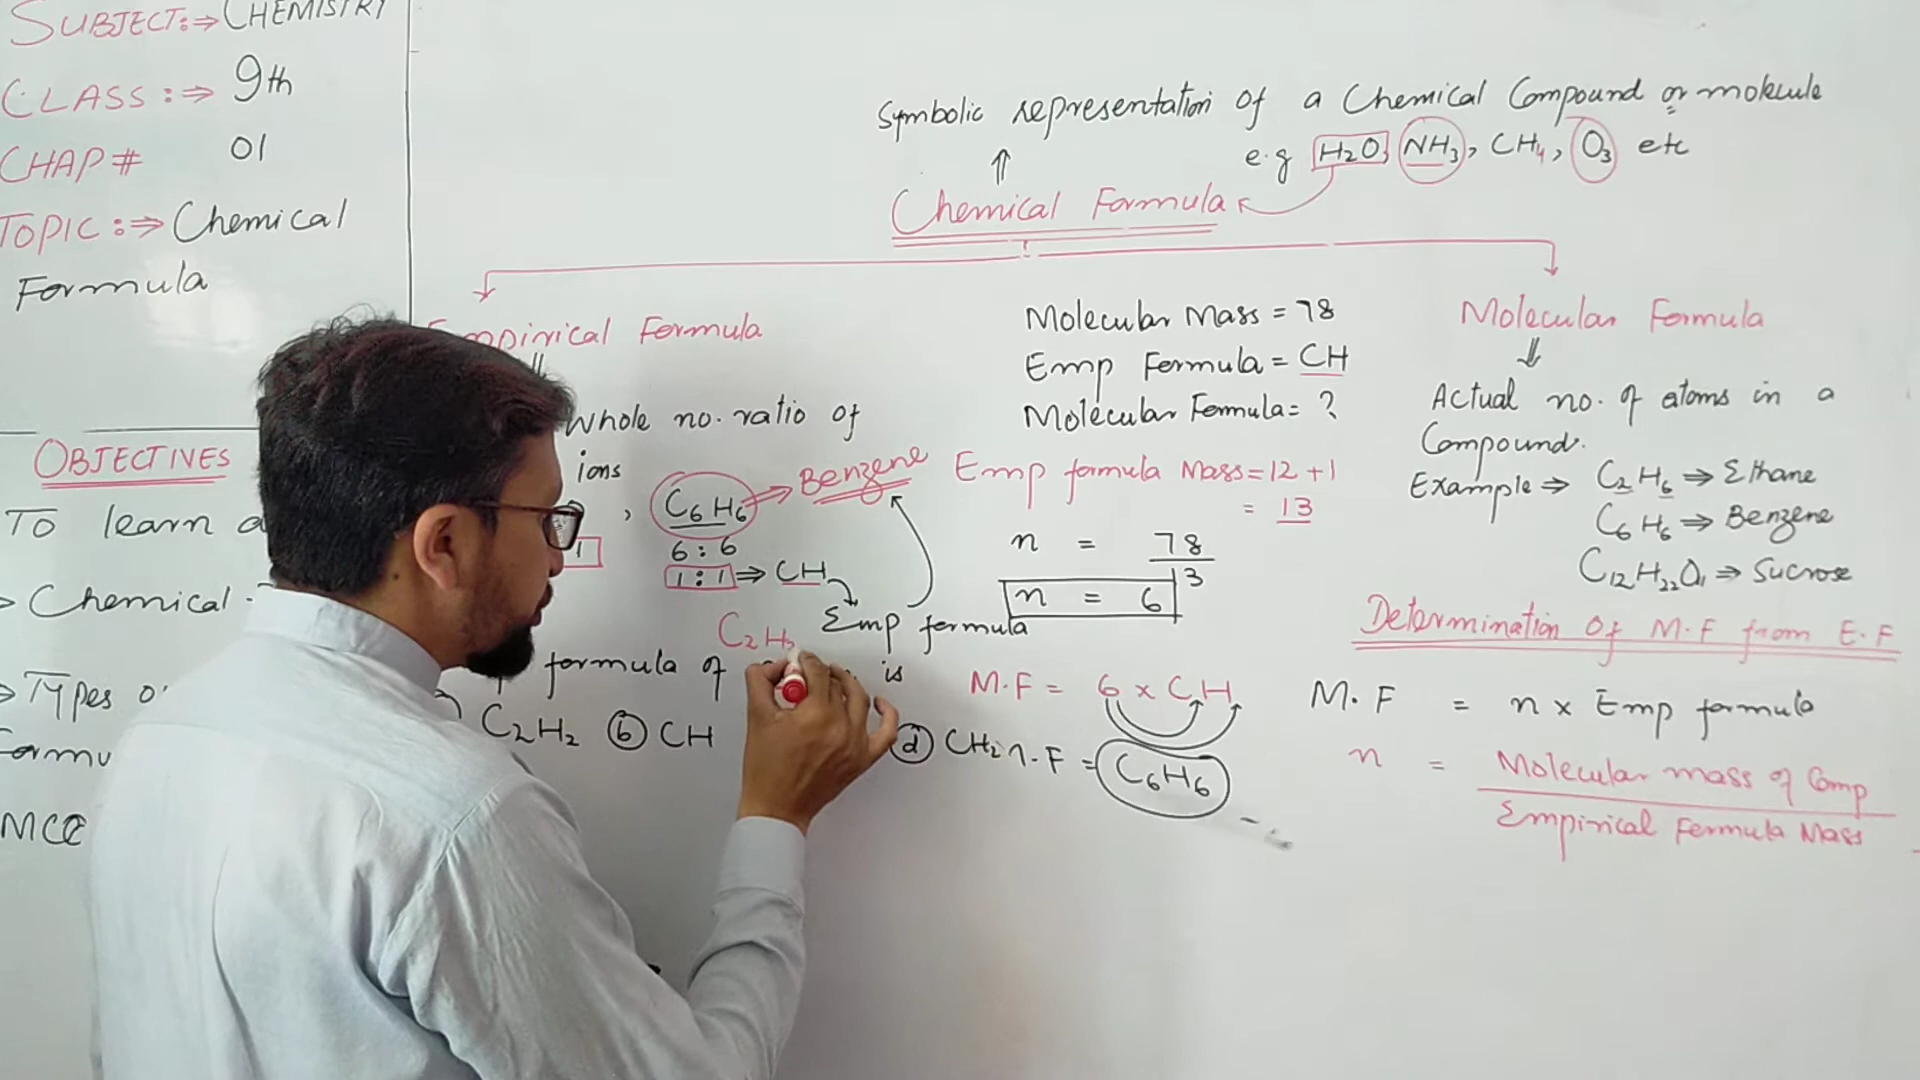 SUBJECT:⇒ CHEMISTRY
CLASS:⇒ 9th
CHAP# 01
TOPIC:⇒ Chemical
Formula
OBJECTIVES
To learn a
> Chemical
> Types o
Formu
MCQ
Symbolic representation of a Chemical Compound or molecule
e.g H2O, NH3, CH4, O3 etc
Chemical Formula
Empirical Formula
Whole no. ratio of
ions
1
, C6H6 ⇒ Benzene
6:6
1:1 ⇒ CH
Emp formula
C2H2
formula of is
C2H2 (b) CH (d) CH2
Molecular Mass = 78
Emp Formula = CH
Molecular Formula = ?
Emp formula Mass = 12 + 1
= 13
n = 78
13
n = 6
M.F = 6 x CH
M.F = C6H6
Molecular Formula
Actual no. of atoms in a
Compound.
Example ⇒ C2H6 ⇒ Ethane
C6H6 ⇒ Benzene
C12H22O11 ⇒ Sucrose
Determination Of M.F from E.F
M.F = n x Emp formula
n = Molecular mass of Comp
Empirical Formula Mass